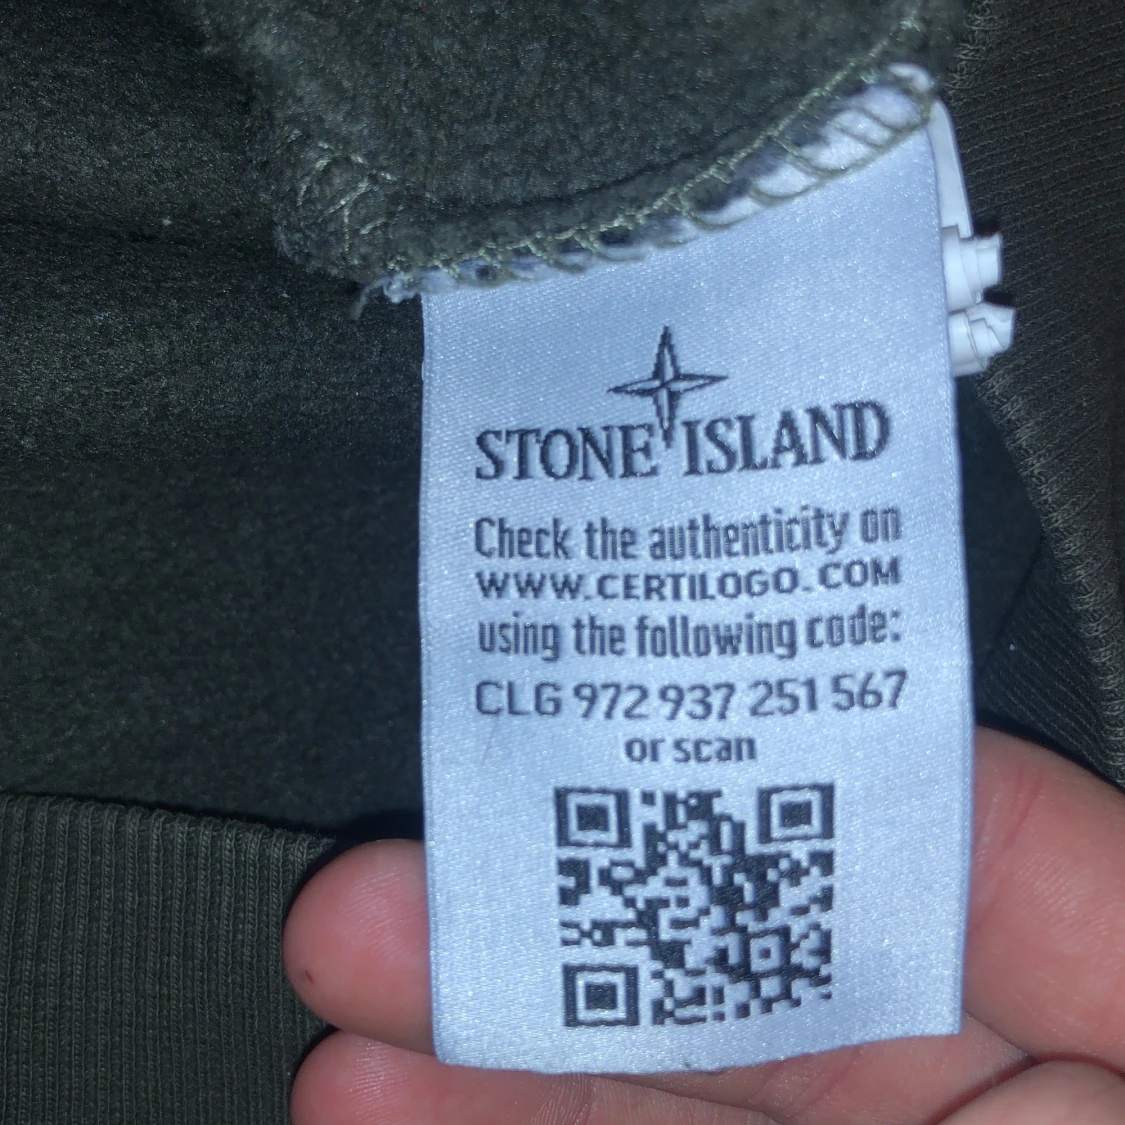 STONE ISLAND
Check the authenticity on
WWW.CERTILOGO.COM
using the following code:
CLG 972 937 251 567
or scan